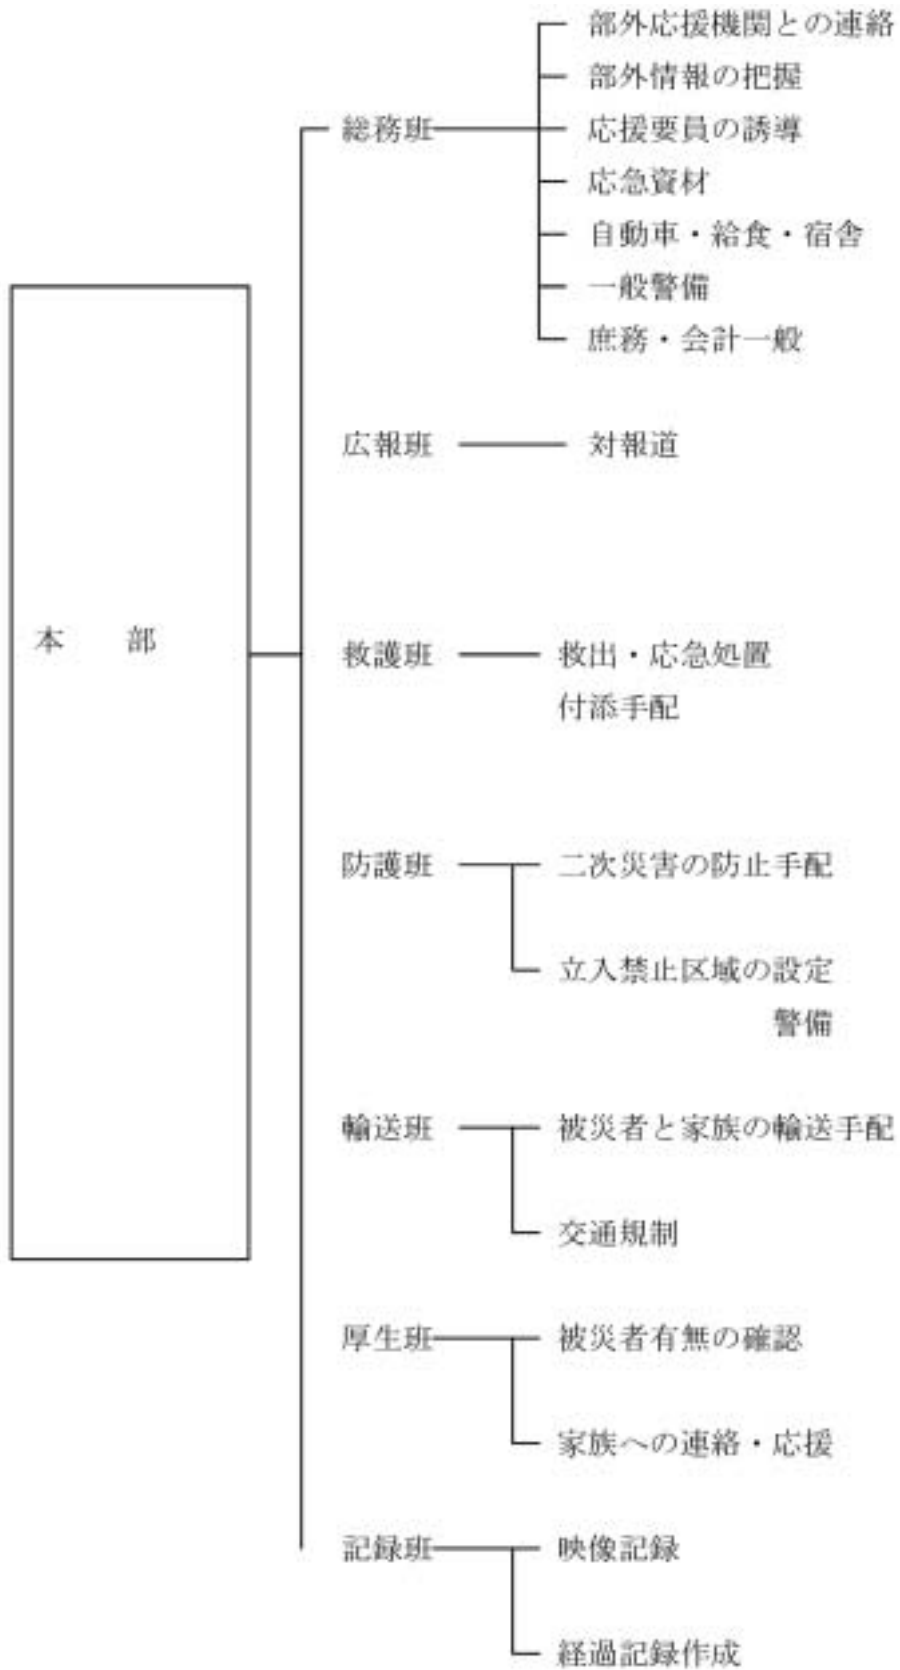 部外応援機関との連絡
部外情報の把握
総務班
応援要員の誘導
応急資材
自動車・給食・宿舎
一般警備
庶務・会計一般
広報班
対報道
本　部
救護班
救出・応急処置
付添手配
防護班
二次災害の防止手配
立入禁止区域の設定
警備
輸送班
被災者と家族の輸送手配
交通規制
厚生班
被災者有無の確認
家族への連絡・応援
記録班
映像記録
経過記録作成